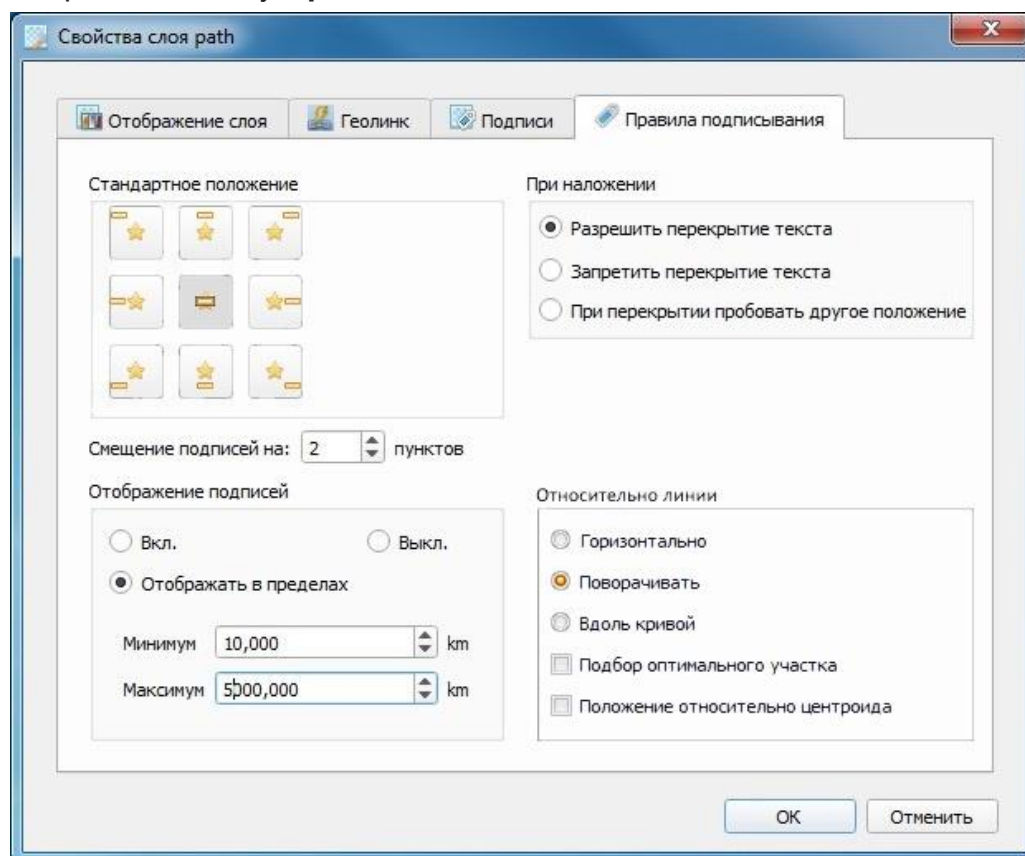 Свойства слоя path
Отображение слоя
Геолинк
Подписи
Правила подписывания
Стандартное положение
При наложении
Разрешить перекрытие текста
Запретить перекрытие текста
При перекрытии пробовать другое положение
Смещение подписей на: 2 пунктов
Отображение подписей
Вкл. Выкл.
Отображать в пределах
Минимум 10,000 km
Максимум 5000,000 km
Относительно линии
Горизонтально
Поворачивать
Вдоль кривой
Подбор оптимального участка
Положение относительно центроида
ОК Отменить